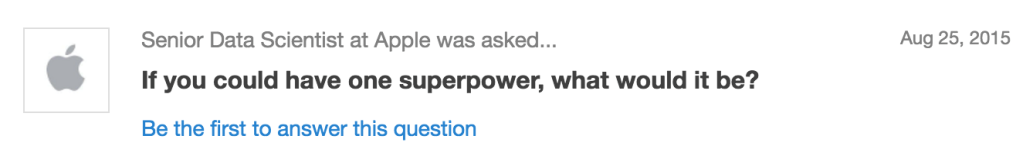 Senior Data Scientist at Apple was asked...
Aug 25, 2015
If you could have one superpower, what would it be?
Be the first to answer this question